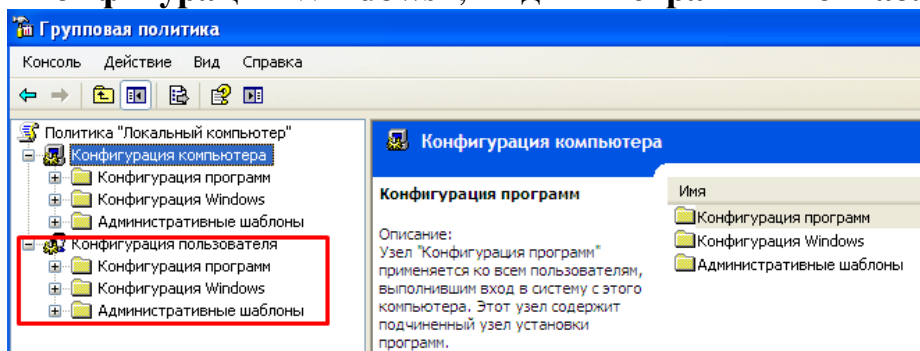 Групповая политика
Консоль Действие Вид Справка
Политика "Локальный компьютер"
Конфигурация компьютера
Конфигурация программ
Конфигурация Windows
Административные шаблоны
Конфигурация пользователя
Конфигурация программ
Конфигурация Windows
Административные шаблоны
Конфигурация компьютера
Конфигурация программ
Описание:
Узел "Конфигурация программ"
применяется ко всем пользователям,
выполнившим вход в систему с этого
компьютера. Этот узел содержит
подчиненный узел установки
программ.
Имя
Конфигурация программ
Конфигурация Windows
Административные шаблоны